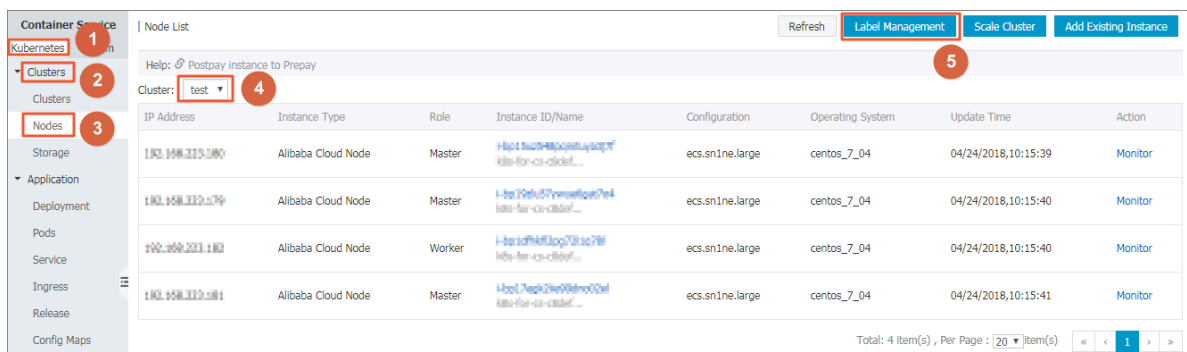 Container Service
Kubernetes
1
Clusters
2
Clusters
Nodes
3
Storage
Application
Deployment
Pods
Service
Ingress
Release
Config Maps
Node List
Refresh
Label Management
Scale Cluster
Add Existing Instance
5
Help: Postpay instance to Prepay
Cluster: test 4
IP Address Instance Type Role Instance ID/Name Configuration Operating System Update Time Action
Alibaba Cloud Node Master ecs.sn1ne.large centos_7_04 04/24/2018,10:15:39 Monitor
Alibaba Cloud Node Master ecs.sn1ne.large centos_7_04 04/24/2018,10:15:40 Monitor
Alibaba Cloud Node Worker ecs.sn1ne.large centos_7_04 04/24/2018,10:15:40 Monitor
Alibaba Cloud Node Master ecs.sn1ne.large centos_7_04 04/24/2018,10:15:41 Monitor
Total: 4 item(s) , Per Page : 20 item(s) « ‹ 1 › »